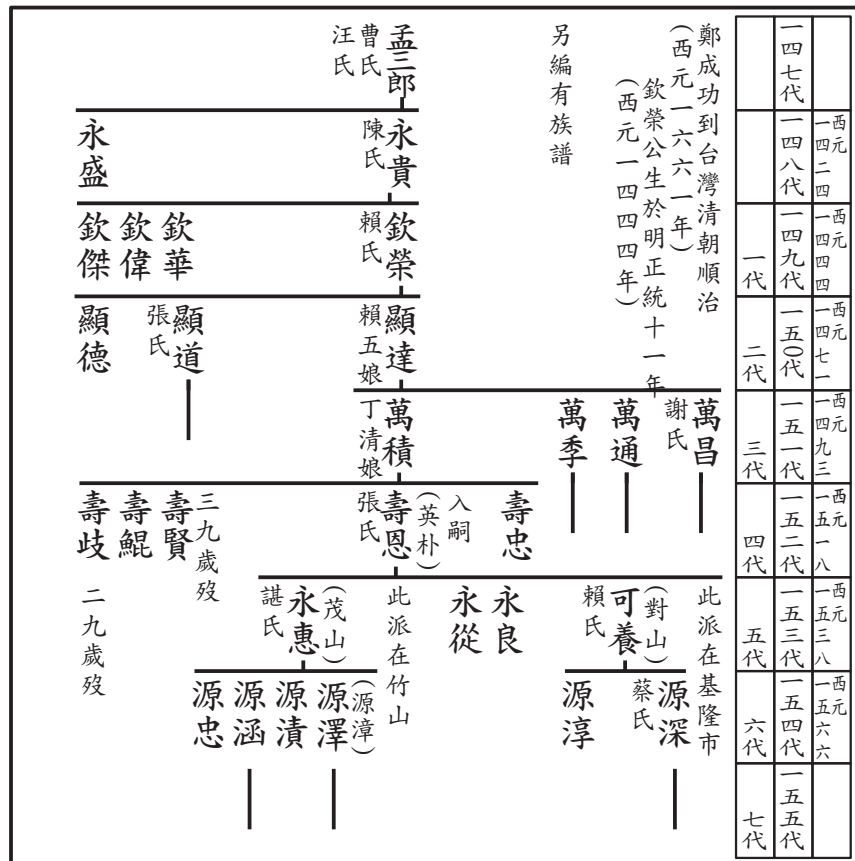 一四七代
一四八代
西元一四二四
一四九代
西元一四四四
一代
一五〇代
西元一四七一
二代
一五一代
西元一四九三
三代
一五二代
西元一五一八
四代
一五三代
西元一五三八
五代
一五四代
西元一五六六
六代
一五五代
七代
鄭成功到台灣清朝順治
(西元一六六一年)
欽榮公生於明正統十一年
(西元一四四四年)
另編有族譜
孟三郎
曹氏
汪氏
永貴
陳氏
永盛
欽榮
賴氏
欽華
欽偉
欽傑
顯達
賴五娘
顯道
張氏
顯德
萬昌
謝氏
萬通
萬季
萬積
丁清娘
壽忠
入嗣
(英朴)
壽恩
張氏
三九歲歿
壽賢
壽鯤
壽歧
二九歲歿
此派在基隆市
(對山)
可養
賴氏
永良
永從
此派在竹山
(茂山)
永惠
諶氏
源深
蔡氏
源淳
(源漳)
源澤
源漬
源涵
源忠